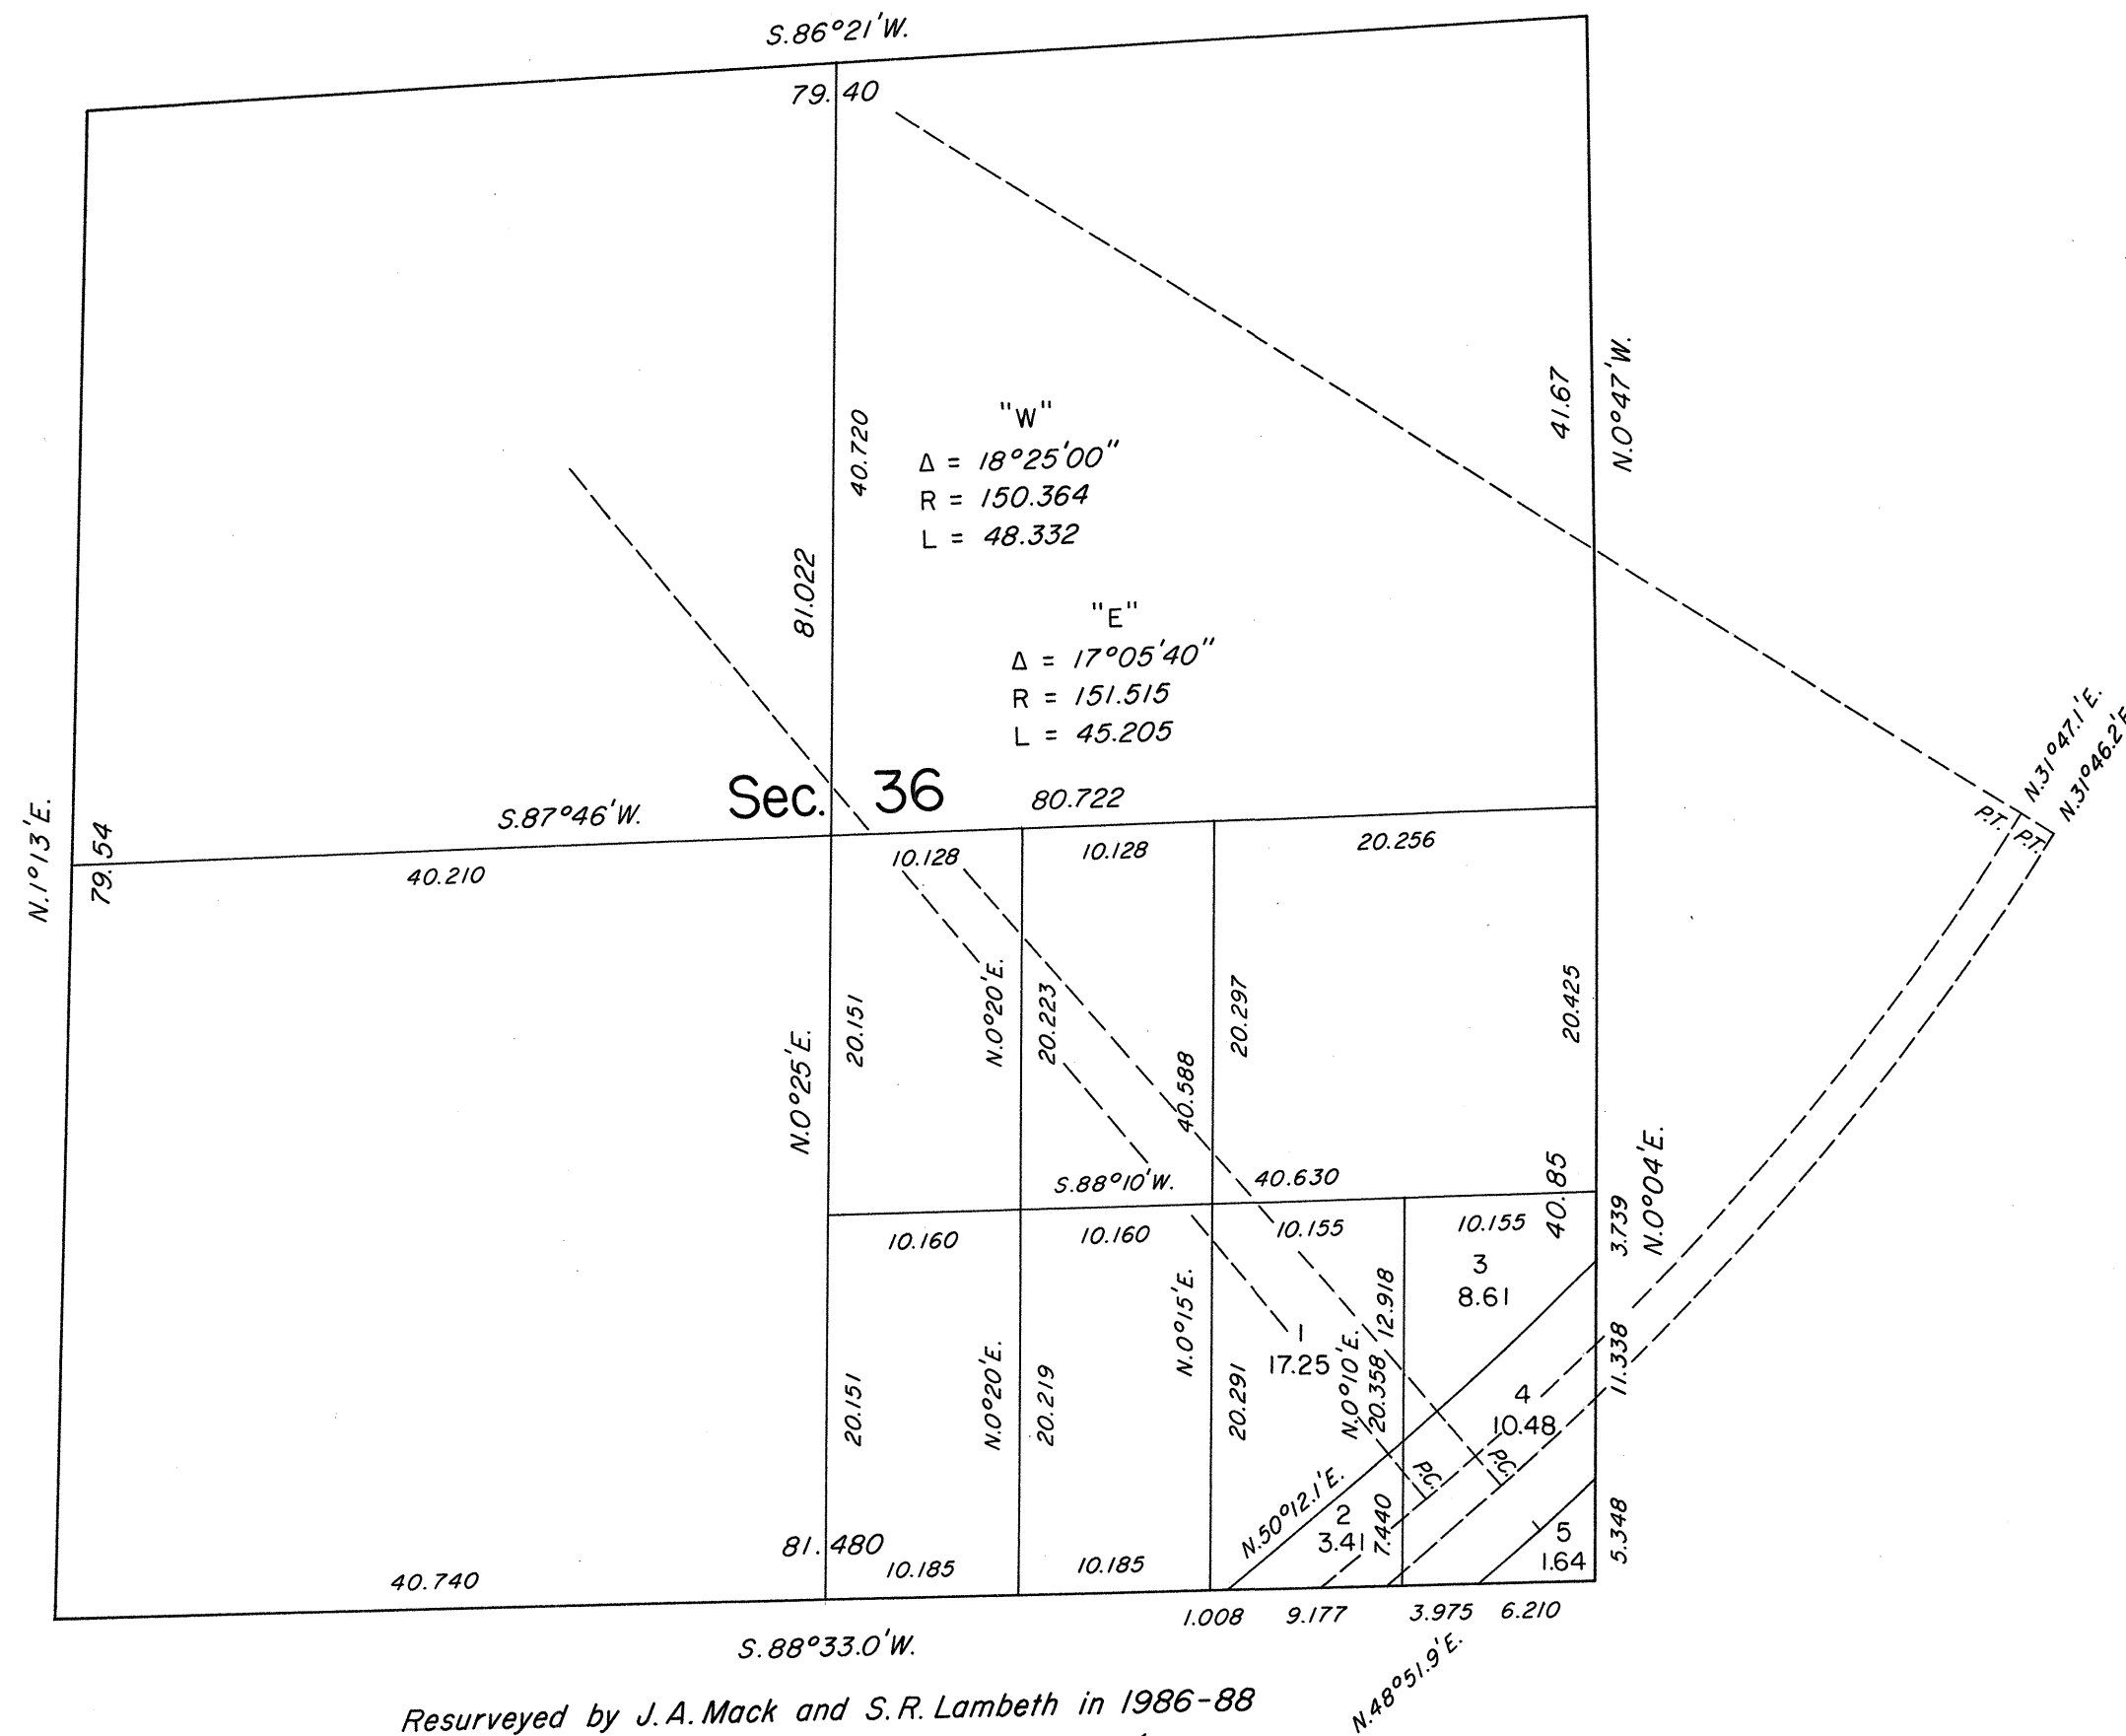 S.86°21'W.
79.40
"W"
Δ = 18°25'00"
R = 150.364
L = 48.332
"E"
Δ = 17°05'40"
R = 151.515
L = 45.205
40.720
81.022
41.67
N.0°47'W.
N.31°47.1'E.
N.31°46.2'E
P.T.
P.T.
Sec. 36
80.722
S.87°46'W.
N.1°13'E.
79.54
40.210
10.128
10.128
20.256
N.0°25'E.
20.151
N.0°20'E.
20.223
40.588
20.297
20.425
S.88°10'W.
40.630
40.85
3.739
N.0°04'E.
10.160
10.160
10.155
10.155
3
8.61
N.0°15'E.
12.918
1
17.25
N.0°10'E.
20.358
11.338
20.151
N.0°20'E.
20.219
20.291
4
10.48
P.C.
P.C.
N.50°12.1'E.
2
3.41
7.440
5
1.64
5.348
81.480
40.740
10.185
10.185
1.008
9.177
3.975
6.210
S.88°33.0'W.
N.48°51.9'E.
Resurveyed by J.A. Mack and S.R. Lambeth in 1986-88